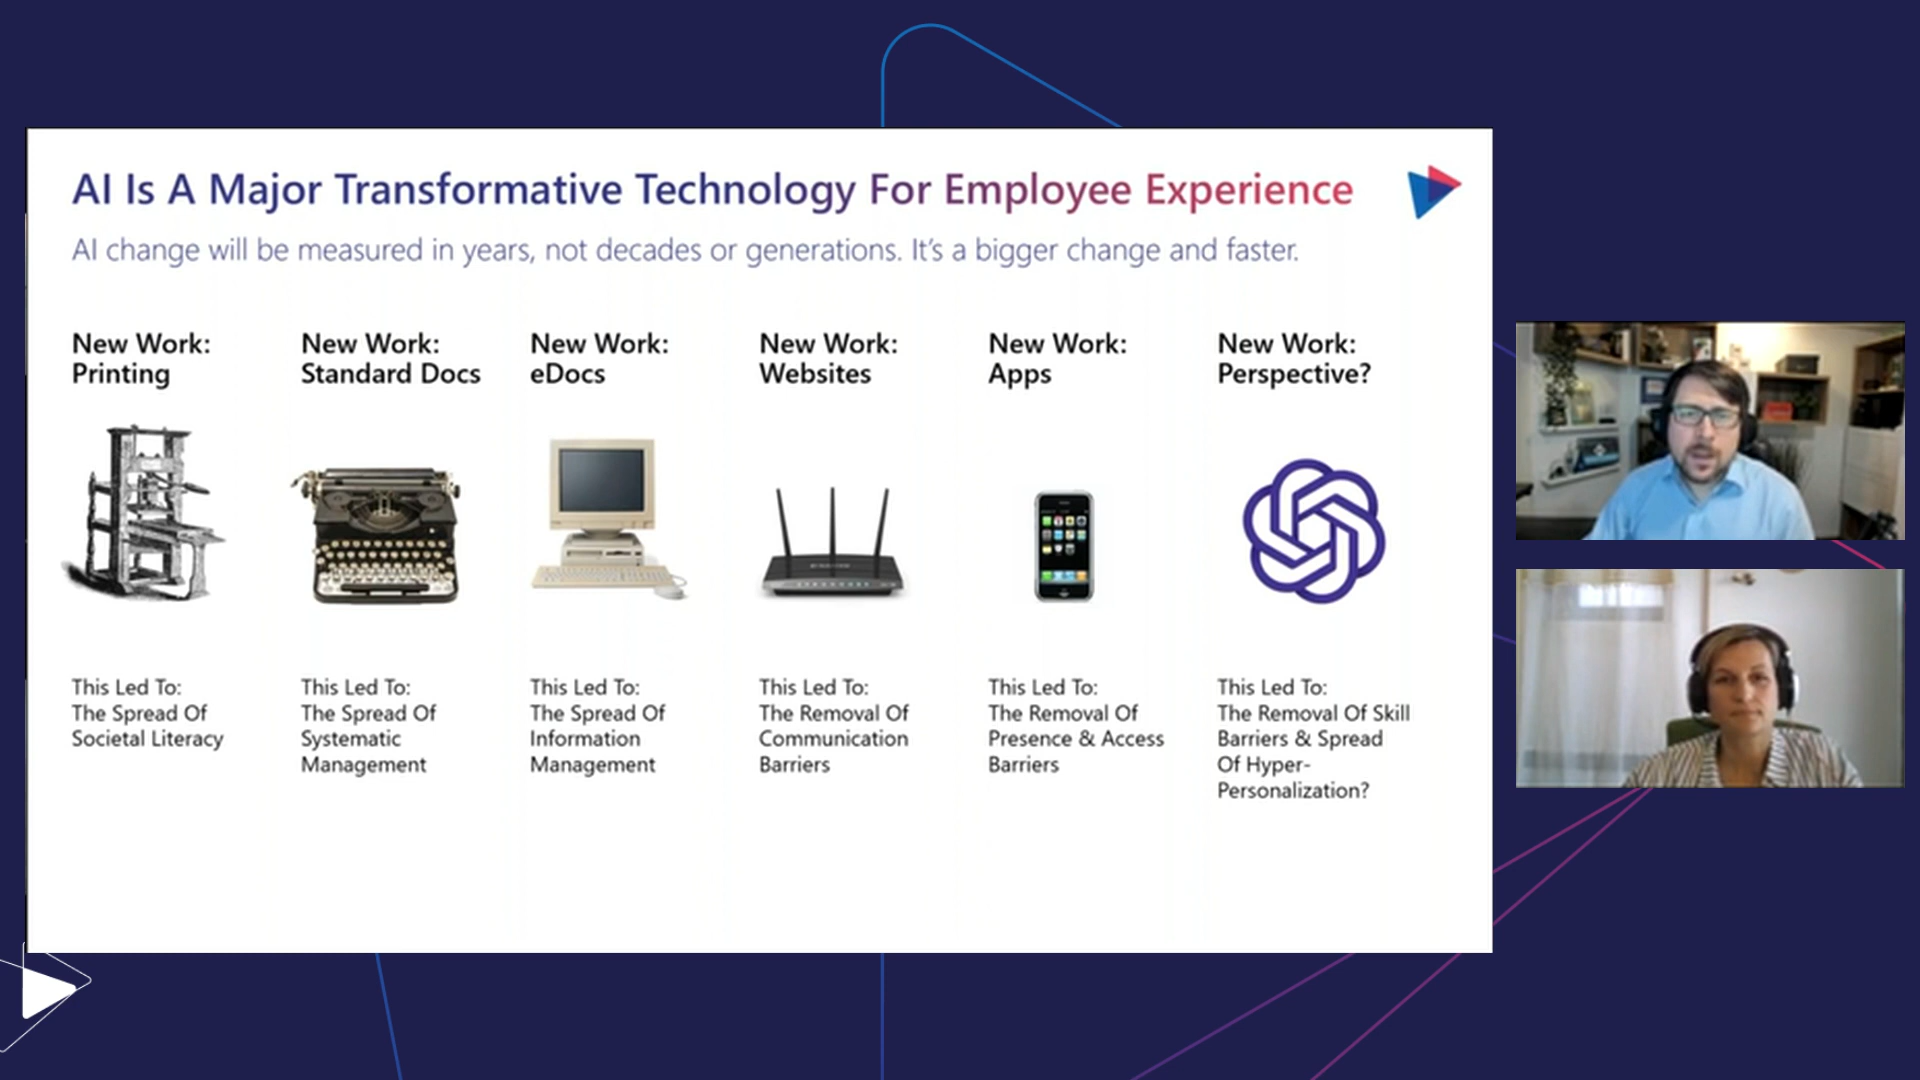 AI Is A Major Transformative Technology For Employee Experience
AI change will be measured in years, not decades or generations. It's a bigger change and faster.
New Work:
Printing
This Led To:
The Spread Of
Societal Literacy
New Work:
Standard Docs
This Led To:
The Spread Of
Systematic
Management
New Work:
eDocs
This Led To:
The Spread Of
Information
Management
New Work:
Websites
This Led To:
The Removal Of
Communication
Barriers
New Work:
Apps
This Led To:
The Removal Of
Presence & Access
Barriers
New Work:
Perspective?
This Led To:
The Removal Of Skill
Barriers & Spread
Of Hyper-
Personalization?